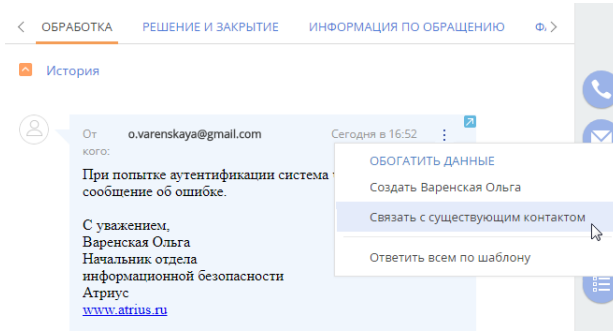 ОБРАБОТКА РЕШЕНИЕ И ЗАКРЫТИЕ ИНФОРМАЦИЯ ПО ОБРАЩЕНИЮ
История
От кого: o.varenskaya@gmail.com Сегодня в 16:52
При попытке аутентификации система
сообщение об ошибке.
С уважением,
Варенская Ольга
Начальник отдела
информационной безопасности
Атриус
www.atrius.ru
ОБОГАТИТЬ ДАННЫЕ
Создать Варенская Ольга
Связать с существующим контактом
Ответить всем по шаблону